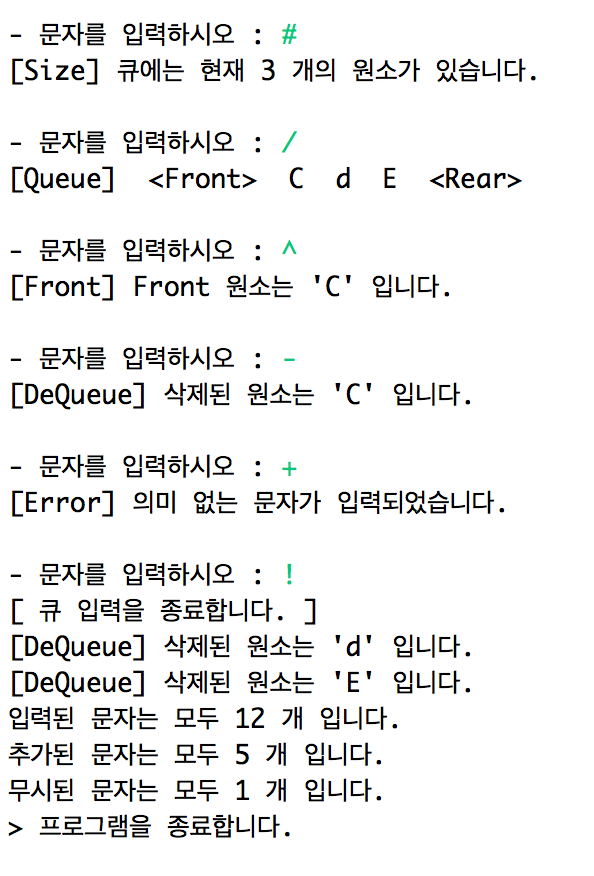 - 문자를 입력하시오 : #
[Size] 큐에는 현재 3 개의 원소가 있습니다.
- 문자를 입력하시오 : /
[Queue]  <Front>  C  d  E  <Rear>
- 문자를 입력하시오 : ^
[Front] Front 원소는 'C' 입니다.
- 문자를 입력하시오 : -
[DeQueue] 삭제된 원소는 'C' 입니다.
- 문자를 입력하시오 : +
[Error] 의미 없는 문자가 입력되었습니다.
- 문자를 입력하시오 : !
[ 큐 입력을 종료합니다. ]
[DeQueue] 삭제된 원소는 'd' 입니다.
[DeQueue] 삭제된 원소는 'E' 입니다.
입력된 문자는 모두 12 개 입니다.
추가된 문자는 모두 5 개 입니다.
무시된 문자는 모두 1 개 입니다.
> 프로그램을 종료합니다.